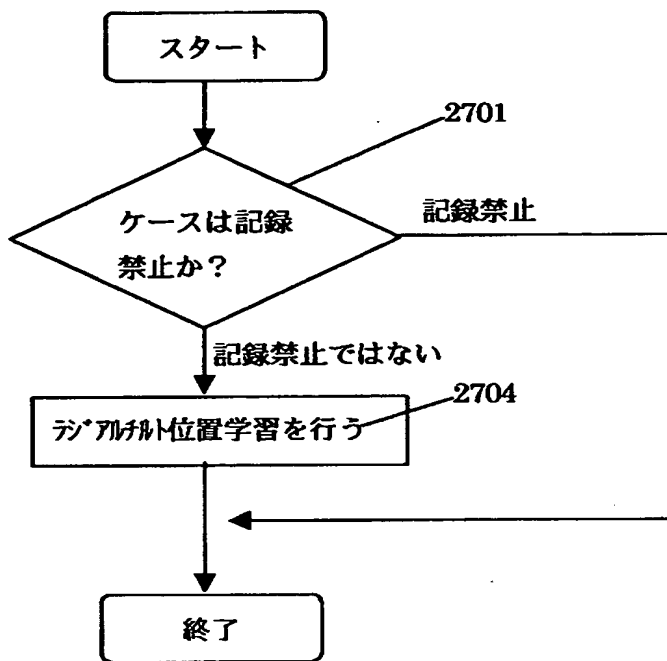 スタート
2701
ケースは記録
禁止か？
記録禁止
記録禁止ではない
2704
ﾗｼﾞｱﾙﾁﾙﾄ位置学習を行う
終了